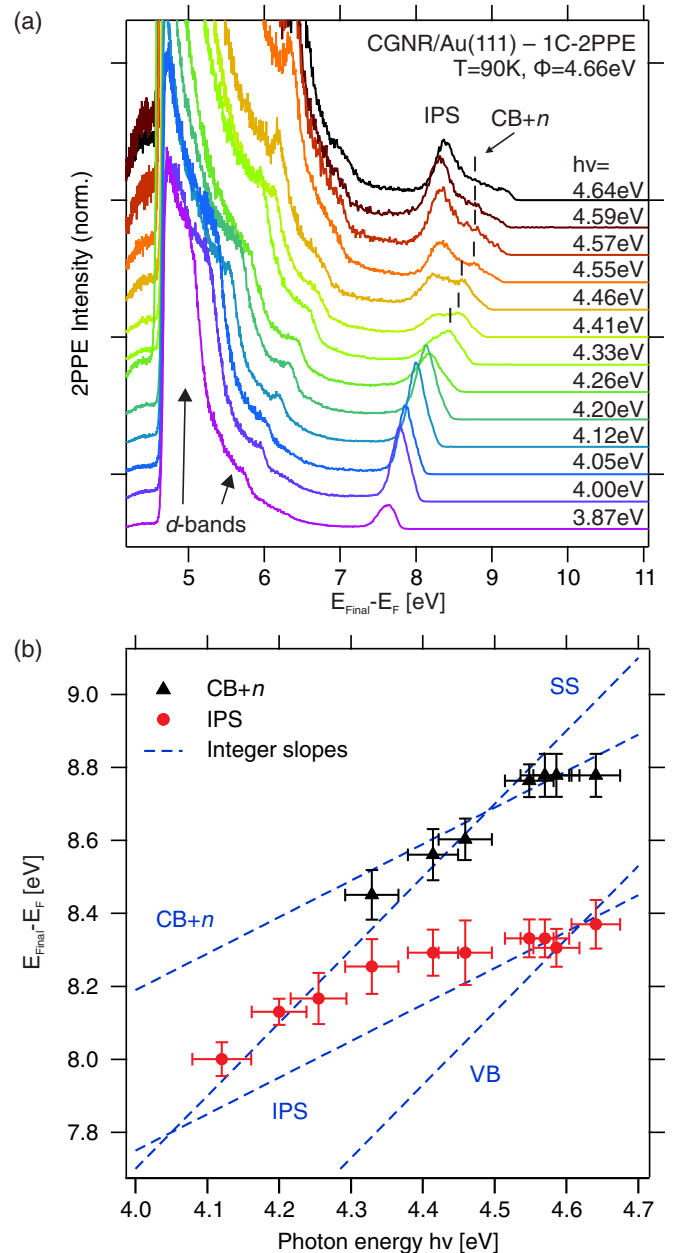 (a)
CGNR/Au(111) – 1C-2PPE
T=90K, Φ=4.66eV
IPS
CB+n
hν=
4.64eV
4.59eV
4.57eV
4.55eV
4.46eV
4.41eV
4.33eV
4.26eV
4.20eV
4.12eV
4.05eV
4.00eV
3.87eV
d-bands
2PPE Intensity (norm.)
5 6 7 8 9 10 11
E_Final-E_F [eV]
(b)
CB+n
IPS
Integer slopes
SS
CB+n
IPS
VB
9.0
8.8
8.6
8.4
8.2
8.0
7.8
E_Final-E_F [eV]
4.0 4.1 4.2 4.3 4.4 4.5 4.6 4.7
Photon energy hν [eV]